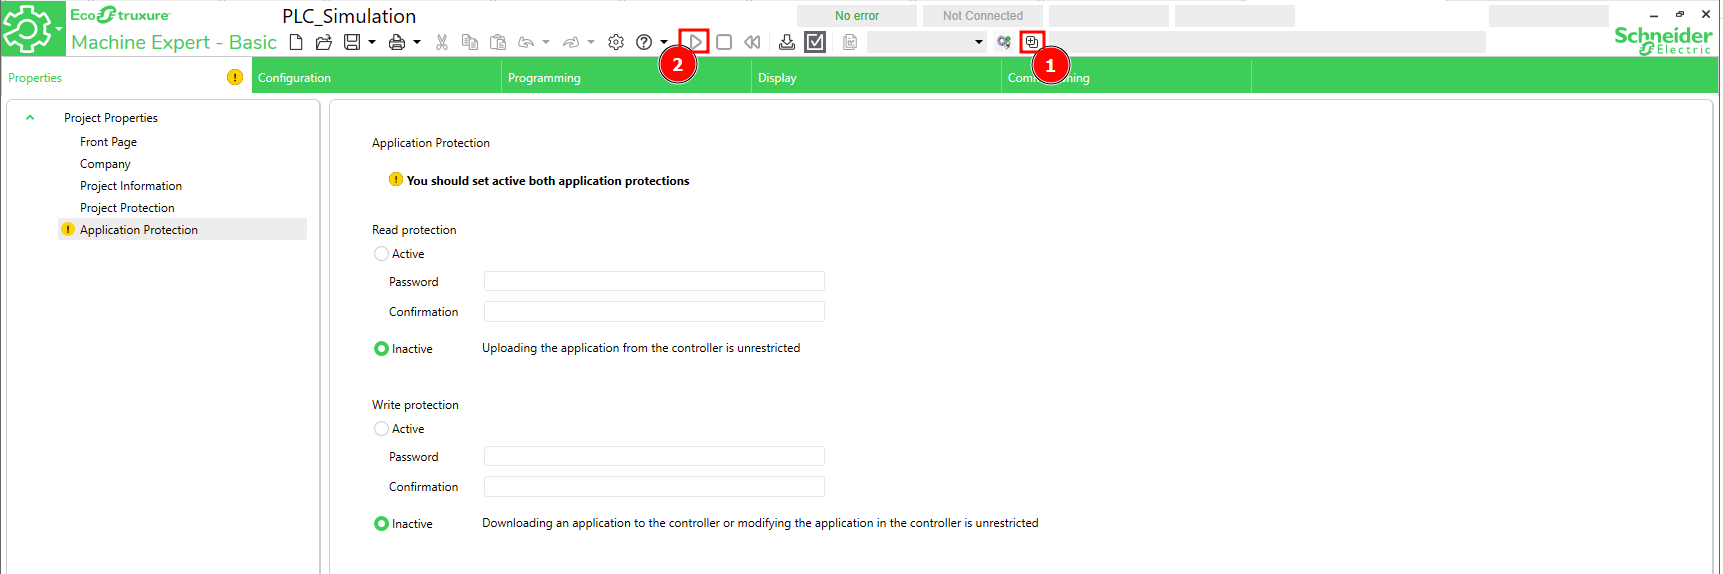 EcoStruxure PLC_Simulation No error Not Connected
Machine Expert - Basic
Schneider Electric
2 1
Properties Configuration Programming Display
Project Properties
Front Page
Company
Project Information
Project Protection
Application Protection
Application Protection
You should set active both application protections
Read protection
Active
Password
Confirmation
Inactive Uploading the application from the controller is unrestricted
Write protection
Active
Password
Confirmation
Inactive Downloading an application to the controller or modifying the application in the controller is unrestricted